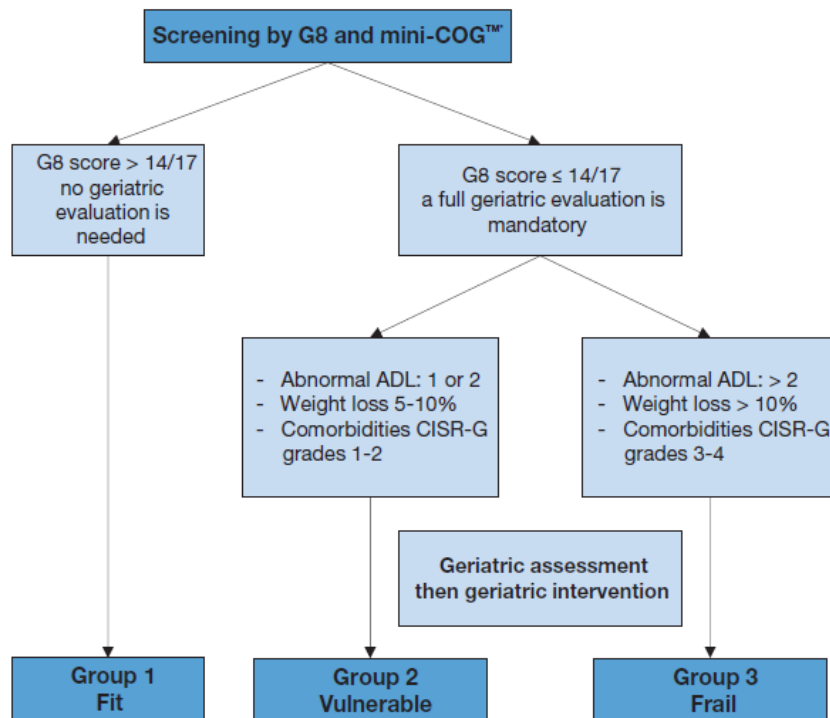 Screening by G8 and mini-COG™*
G8 score > 14/17
no geriatric
evaluation is
needed
G8 score ≤ 14/17
a full geriatric evaluation is
mandatory
- Abnormal ADL: 1 or 2
- Weight loss 5-10%
- Comorbidities CISR-G
grades 1-2
- Abnormal ADL: > 2
- Weight loss > 10%
- Comorbidities CISR-G
grades 3-4
Geriatric assessment
then geriatric intervention
Group 1
Fit
Group 2
Vulnerable
Group 3
Frail